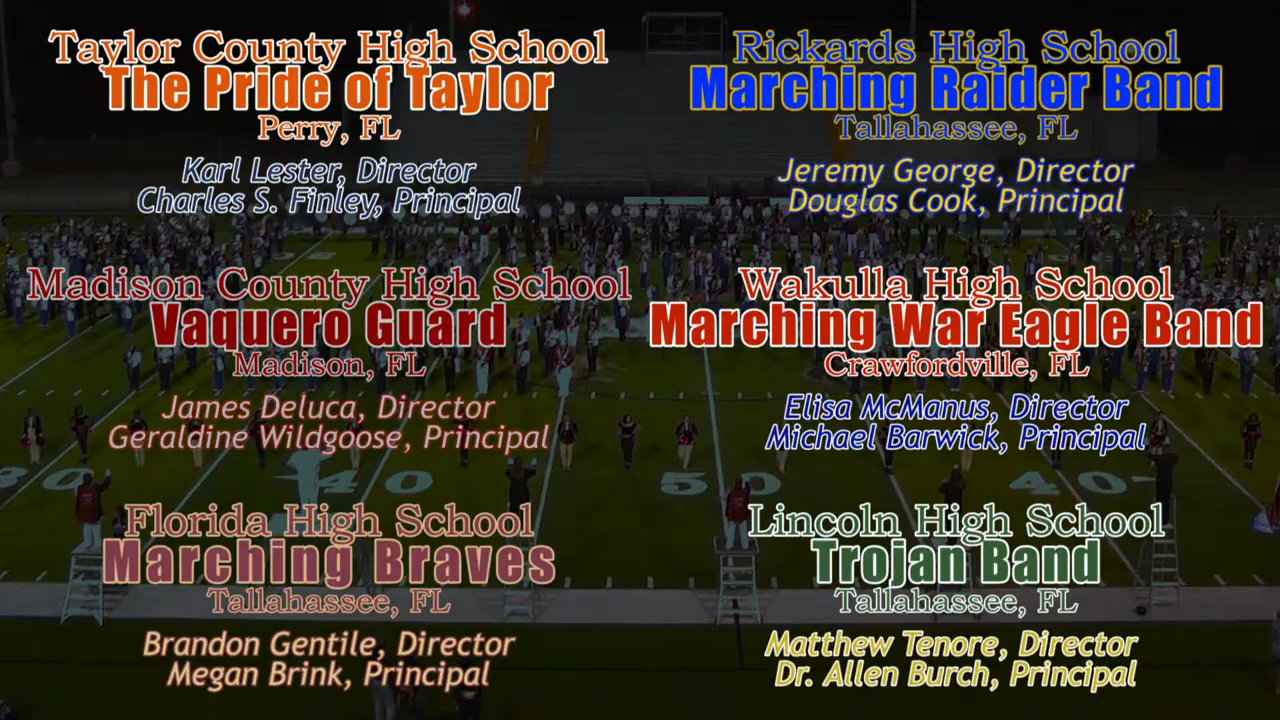 Taylor County High School
The Pride of Taylor
Perry, FL
Karl Lester, Director
Charles S. Finley, Principal
Rickards High School
Marching Raider Band
Tallahassee, FL
Jeremy George, Director
Douglas Cook, Principal
Madison County High School
Vaquero Guard
Madison, FL
James Deluca, Director
Geraldine Wildgoose, Principal
Wakulla High School
Marching War Eagle Band
Crawfordville, FL
Elisa McManus, Director
Michael Barwick, Principal
30 40 50 40
Florida High School
Marching Braves
Tallahassee, FL
Brandon Gentile, Director
Megan Brink, Principal
Lincoln High School
Trojan Band
Tallahassee, FL
Matthew Tenore, Director
Dr. Allen Burch, Principal